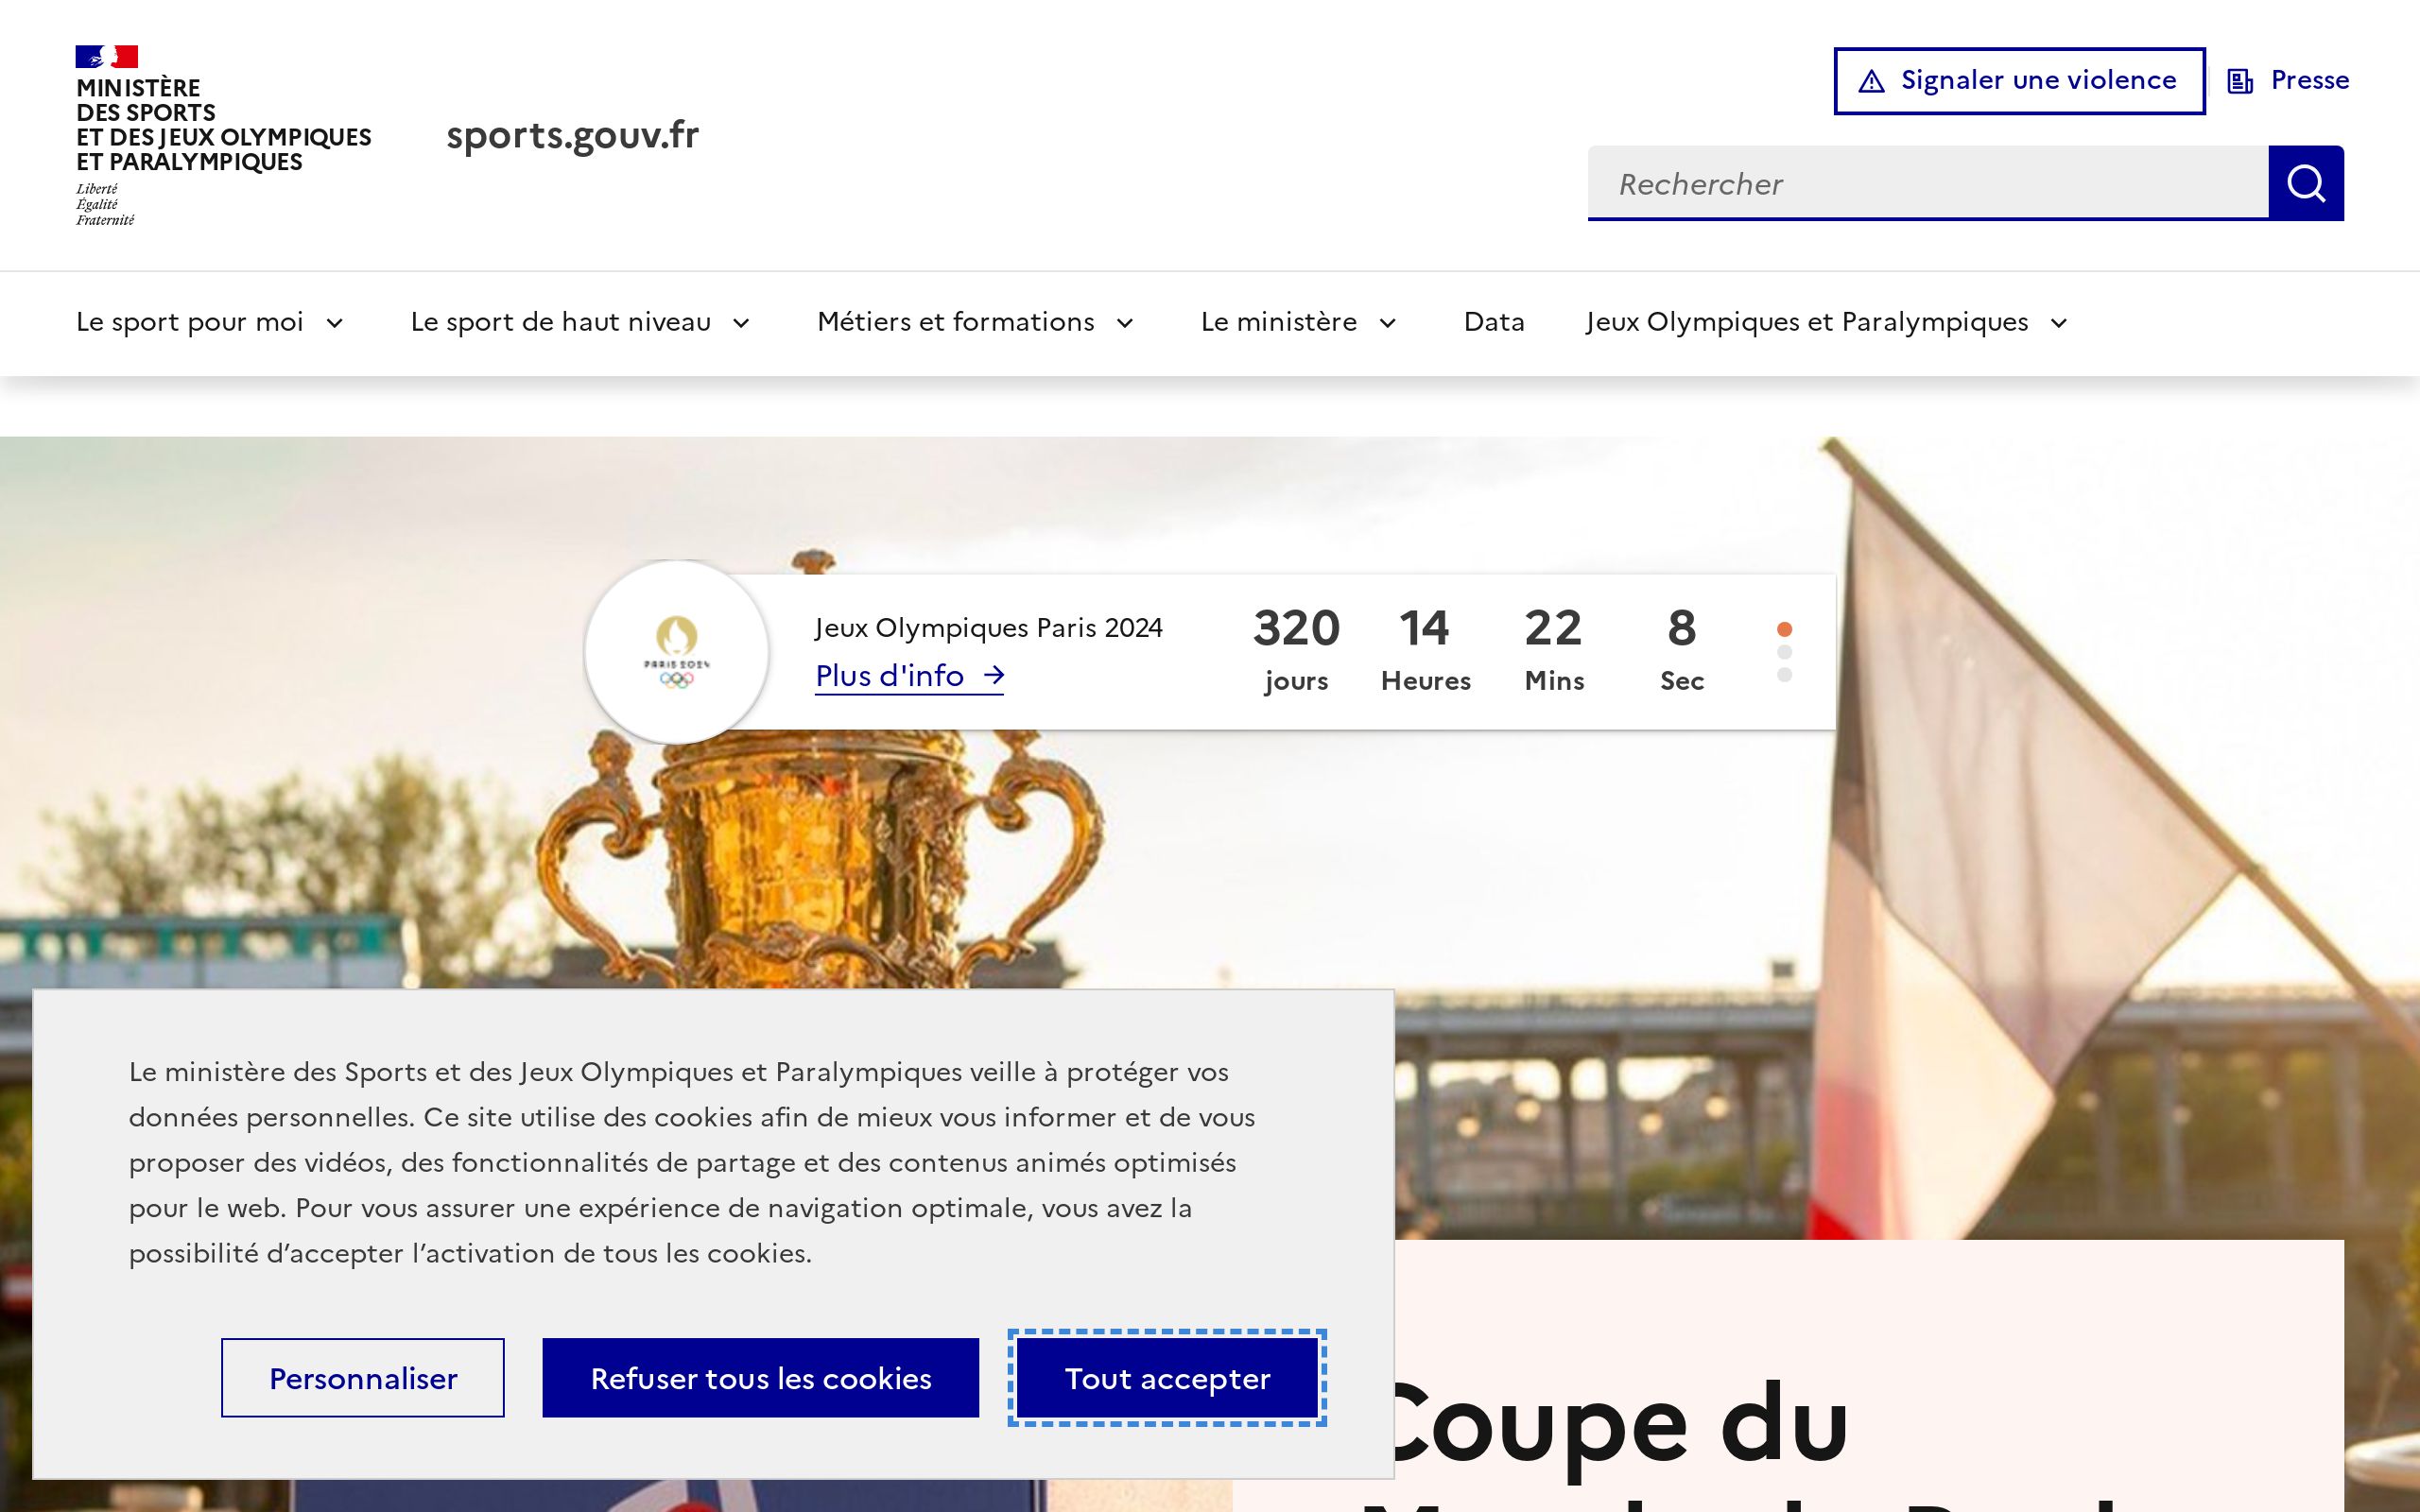 MINISTÈRE
DES SPORTS
ET DES JEUX OLYMPIQUES
ET PARALYMPIQUES
Liberté
Égalité
Fraternité
sports.gouv.fr
Signaler une violence
Presse
Rechercher
Le sport pour moi
Le sport de haut niveau
Métiers et formations
Le ministère
Data
Jeux Olympiques et Paralympiques
PARIS 2024
Jeux Olympiques Paris 2024
Plus d'info
320 14 22 8
jours Heures Mins Sec
Le ministère des Sports et des Jeux Olympiques et Paralympiques veille à protéger vos
données personnelles. Ce site utilise des cookies afin de mieux vous informer et de vous
proposer des vidéos, des fonctionnalités de partage et des contenus animés optimisés
pour le web. Pour vous assurer une expérience de navigation optimale, vous avez la
possibilité d’accepter l’activation de tous les cookies.
Personnaliser
Refuser tous les cookies
Tout accepter
Coupe du